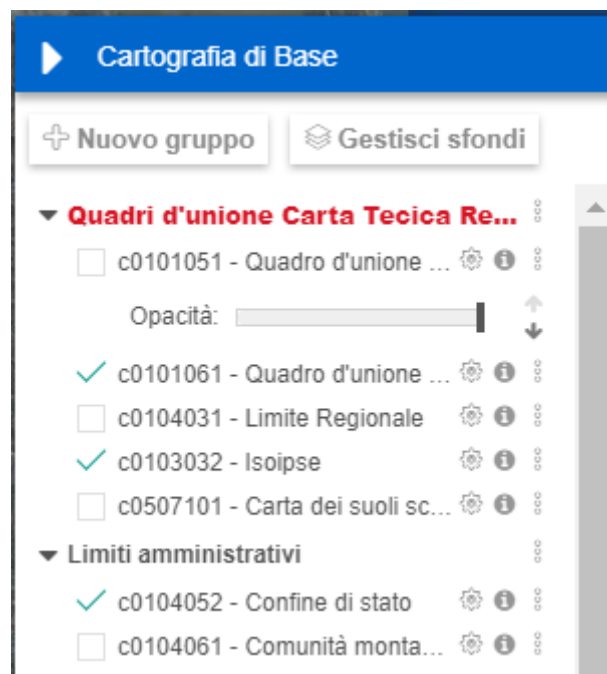 Cartografia di Base
Nuovo gruppo Gestisci sfondi
Quadri d'unione Carta Tecica Re...
c0101051 - Quadro d'unione ...
Opacità:
c0101061 - Quadro d'unione ...
c0104031 - Limite Regionale
c0103032 - Isoipse
c0507101 - Carta dei suoli sc...
Limiti amministrativi
c0104052 - Confine di stato
c0104061 - Comunità monta...